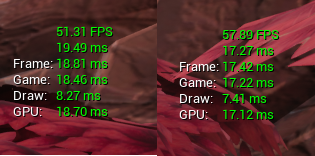 51.31 FPS
19.49 ms
Frame: 18.81 ms
Game: 18.46 ms
Draw: 8.27 ms
GPU: 18.70 ms
57.89 FPS
17.27 ms
Frame: 17.42 ms
Game: 17.22 ms
Draw: 7.41 ms
GPU: 17.12 ms